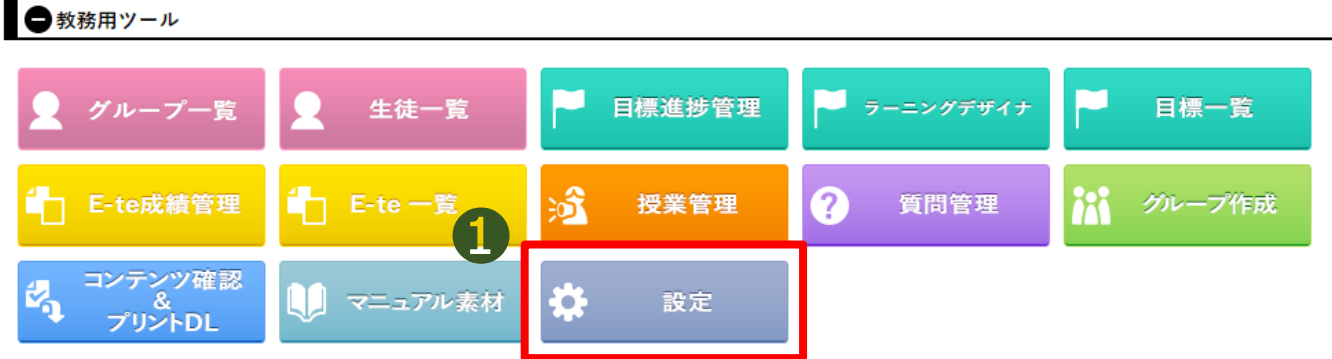 教務用ツール
グループ一覧
生徒一覧
目標進捗管理
ラーニングデザイナ
目標一覧
E-te成績管理
E-te 一覧
授業管理
?
質問管理
グループ作成
1
コンテンツ確認
&
プリントDL
マニュアル素材
設定